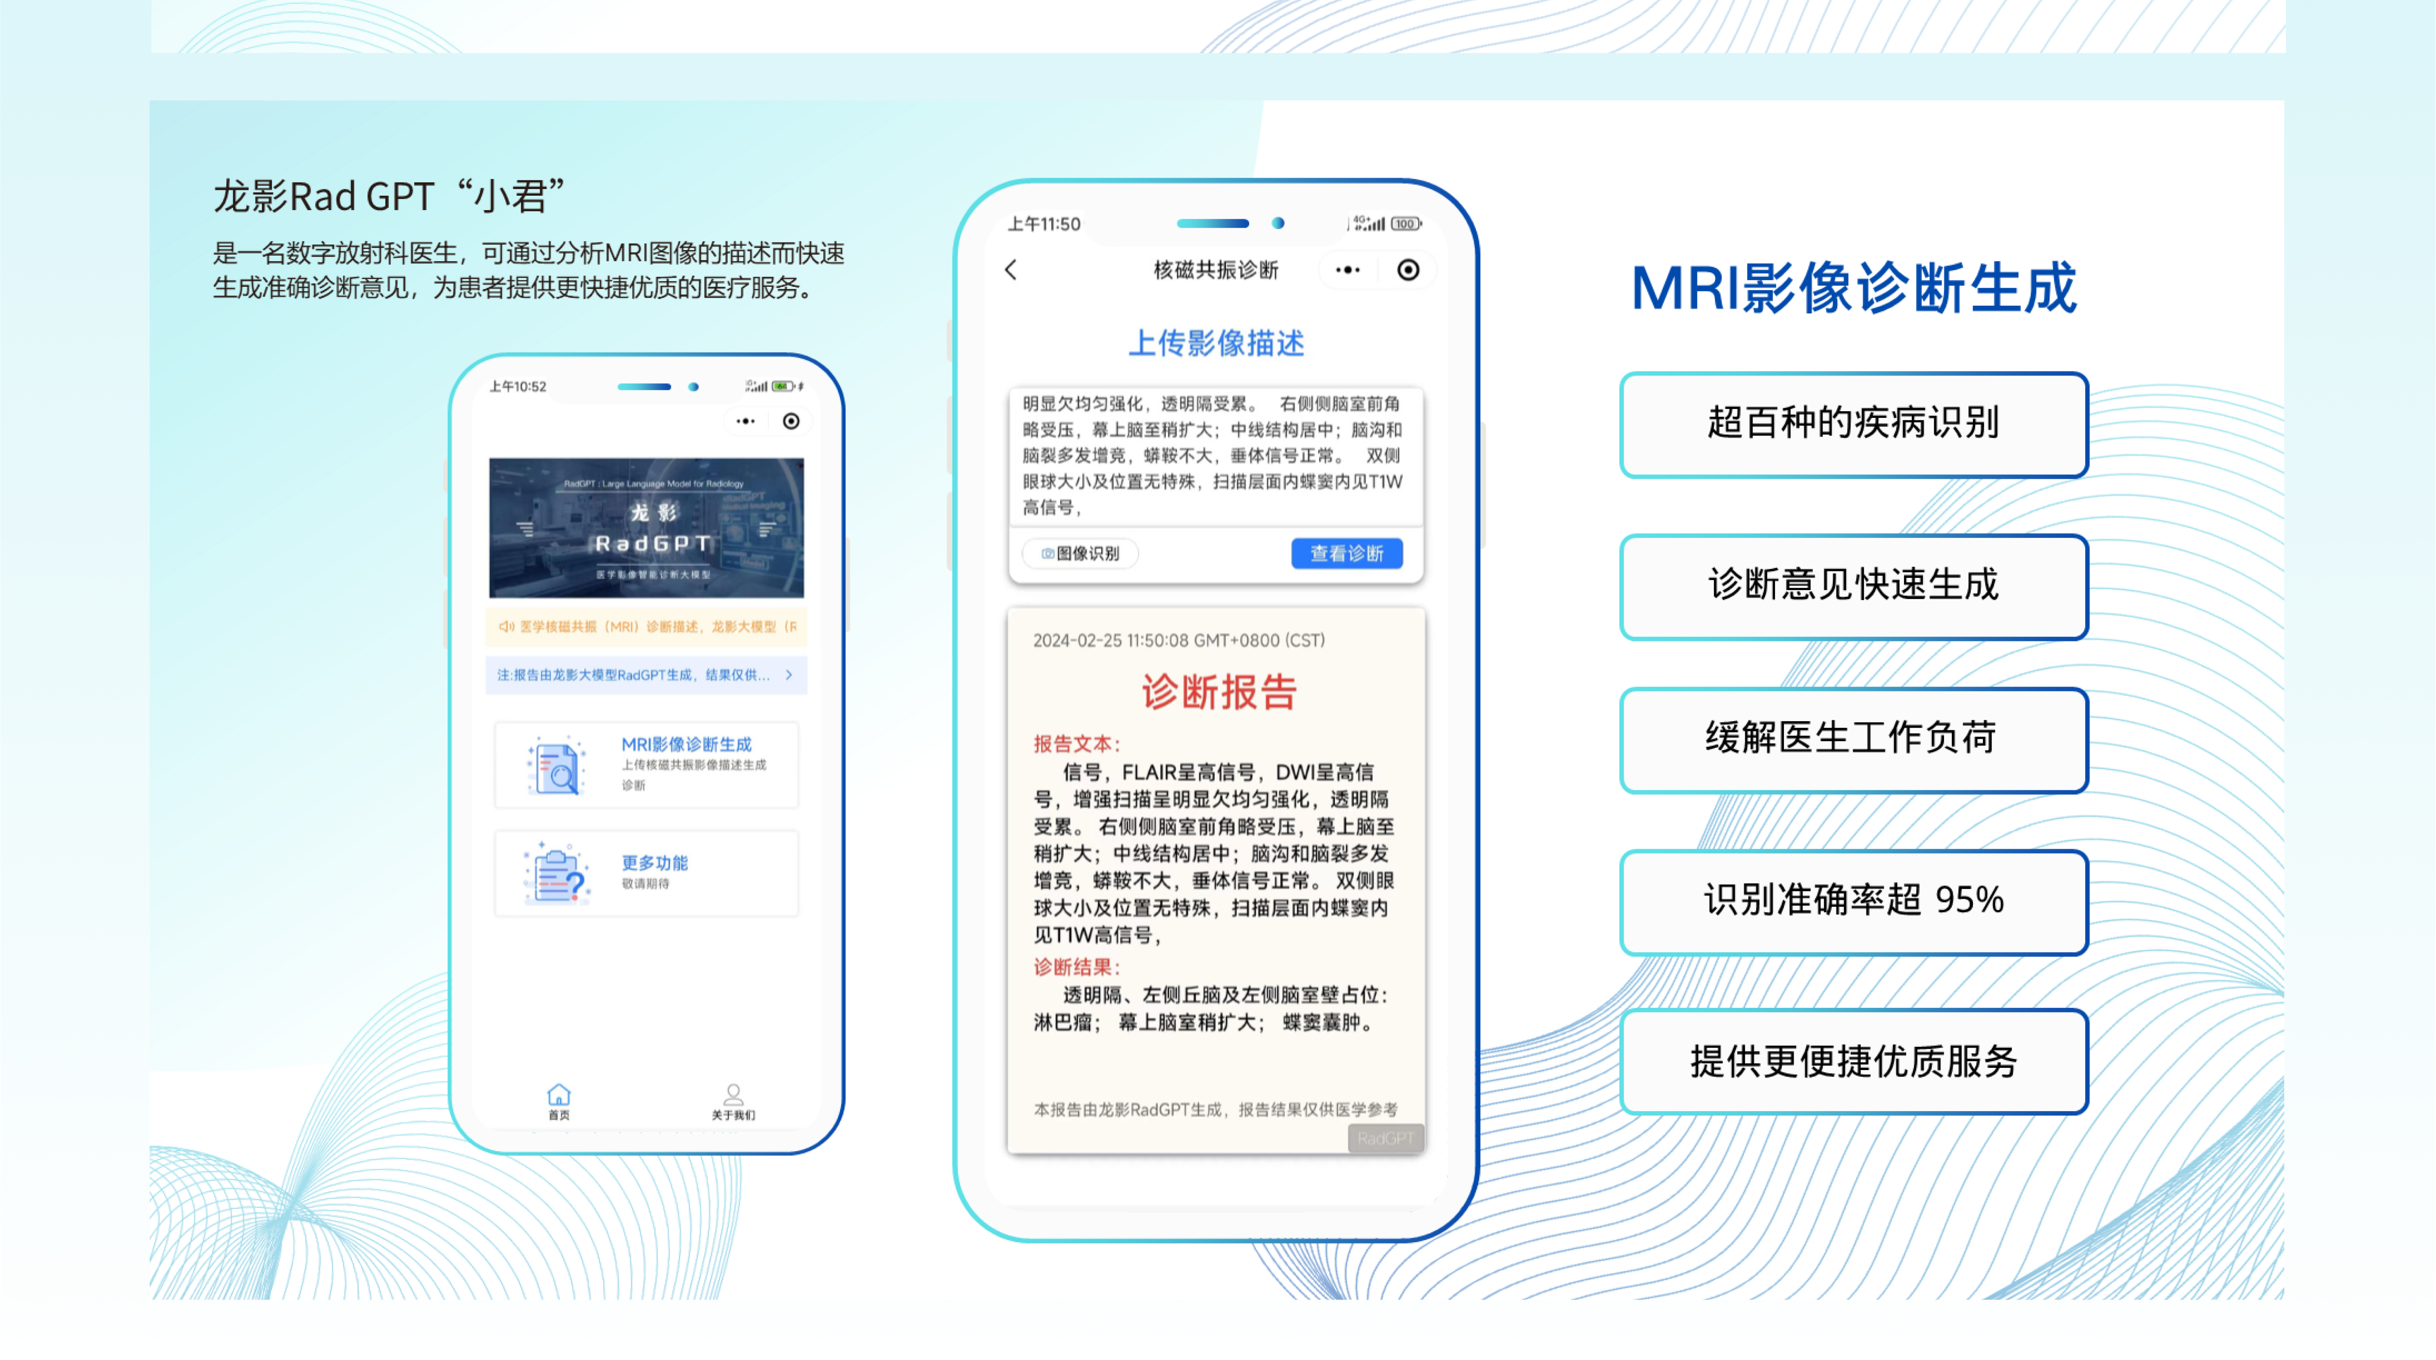 龙影Rad GPT“小君”
是一名数字放射科医生，可通过分析MRI图像的描述而快速
生成准确诊断意见，为患者提供更快捷优质的医疗服务。
上午10:52
RadGPT : Large Language Model for Radiology
龙影
RadGPT
医学影像智能诊断大模型
医学核磁共振（MRI）诊断描述，龙影大模型（R
注:报告由龙影大模型RadGPT生成，结果仅供...
MRI影像诊断生成
上传核磁共振影像描述生成
诊断
更多功能
敬请期待
首页
关于我们
上午11:50
4G+
100
核磁共振诊断
上传影像描述
明显欠均匀强化，透明隔受累。 右侧侧脑室前角
略受压，幕上脑至稍扩大；中线结构居中；脑沟和
脑裂多发增竞，蟒鞍不大，垂体信号正常。 双侧
眼球大小及位置无特殊，扫描层面内蝶窦内见T1W
高信号，
图像识别
查看诊断
2024-02-25 11:50:08 GMT+0800 (CST)
诊断报告
报告文本：
信号，FLAIR呈高信号，DWI呈高信
号，增强扫描呈明显欠均匀强化，透明隔
受累。 右侧侧脑室前角略受压，幕上脑至
稍扩大；中线结构居中；脑沟和脑裂多发
增竞，蟒鞍不大，垂体信号正常。 双侧眼
球大小及位置无特殊，扫描层面内蝶窦内
见T1W高信号，
诊断结果：
透明隔、左侧丘脑及左侧脑室壁占位：
淋巴瘤； 幕上脑室稍扩大； 蝶窦囊肿。
本报告由龙影RadGPT生成，报告结果仅供医学参考
RadGPT
MRI影像诊断生成
超百种的疾病识别
诊断意见快速生成
缓解医生工作负荷
识别准确率超 95%
提供更便捷优质服务